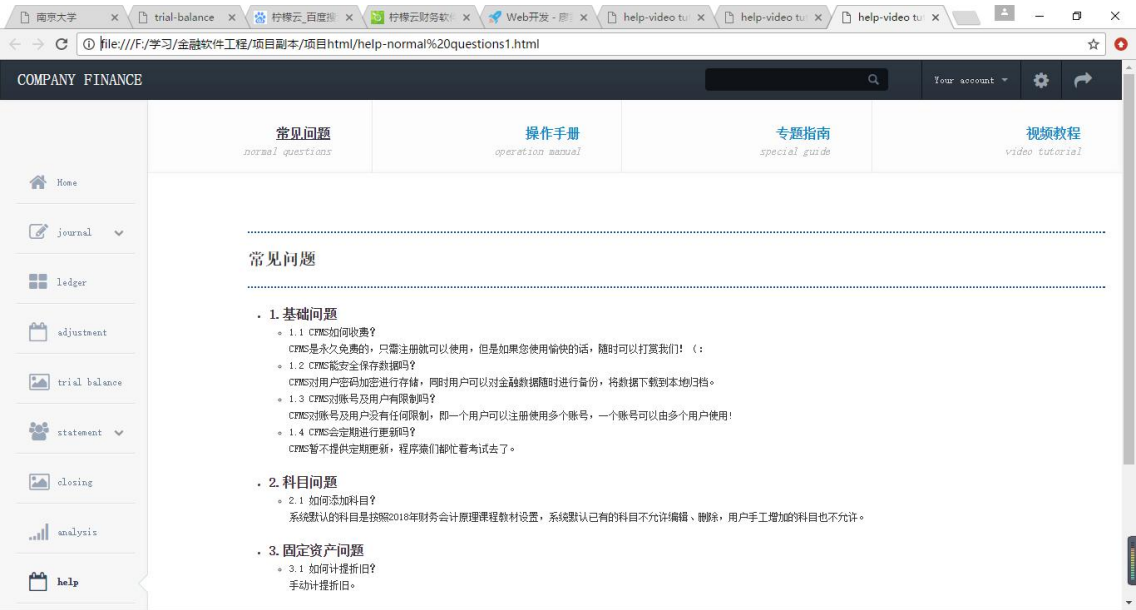 南京大学
trial-balance
柠檬云_百度搜
柠檬云财务软件
Web开发 - 廖
help-video tu
help-video tu
help-video tu
file:///F:/学习/金融软件工程/项目副本/项目html/help-normal%20questions1.html
COMPANY FINANCE
Your account
常见问题
normal questions
操作手册
operation manual
专题指南
special guide
视频教程
video tutorial
Home
journal
ledger
adjustment
trial balance
statement
closing
analysis
help
常见问题
1. 基础问题
1.1 CFMS如何收费?
CFMS是永久免费的，只需注册就可以使用，但是如果您使用愉快的话，随时可以打赏我们！（：
1.2 CFMS能安全保存数据吗?
CFMS对用户密码加密进行存储，同时用户可以对金融数据随时进行备份，将数据下载到本地归档。
1.3 CFMS对账号及用户有限制吗?
CFMS对账号及用户没有任何限制，即一个用户可以注册使用多个账号，一个账号可以由多个用户使用!
1.4 CFMS会定期进行更新吗?
CFMS暂不提供定期更新，程序猿们都忙着考试去了。
2. 科目问题
2.1 如何添加科目?
系统默认的科目是按照2018年财务会计原理课程教材设置，系统默认已有的科目不允许编辑、删除，用户手工增加的科目也不允许。
3. 固定资产问题
3.1 如何计提折旧?
手动计提折旧。